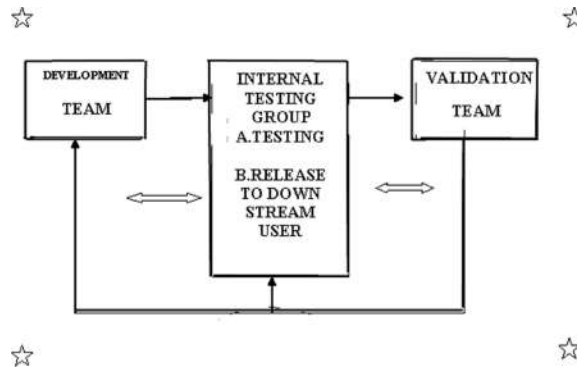 DEVELOPMENT
TEAM
INTERNAL
TESTING
GROUP
A.TESTING
B.RELEASE
TO DOWN
STREAM
USER
VALIDATION
TEAM